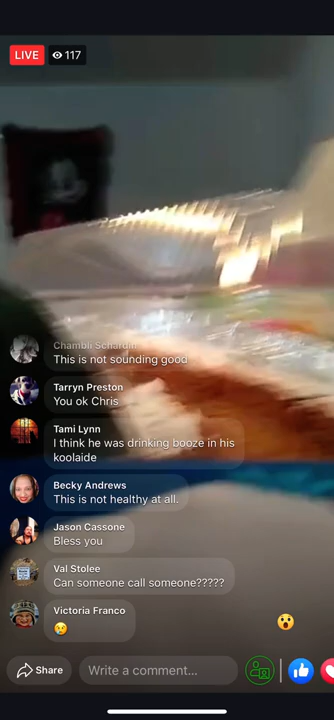 LIVE 117
Chambli Schardin
This is not sounding good
Tarryn Preston
You ok Chris
Tami Lynn
I think he was drinking booze in his
koolaide
Becky Andrews
This is not healthy at all.
Jason Cassone
Bless you
Val Stolee
Can someone call someone?????
Victoria Franco
😢
Share
Write a comment...